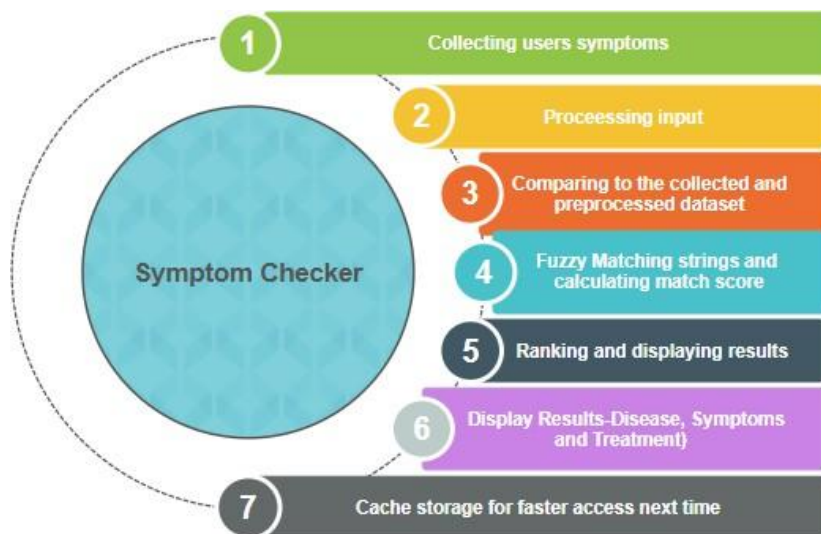 1
Collecting users symptoms
2
Proceessing input
3
Comparing to the collected and
preprocessed dataset
Symptom Checker
4
Fuzzy Matching strings and
calculating match score
5
Ranking and displaying results
6
Display Results-Disease, Symptoms
and Treatment}
7
Cache storage for faster access next time